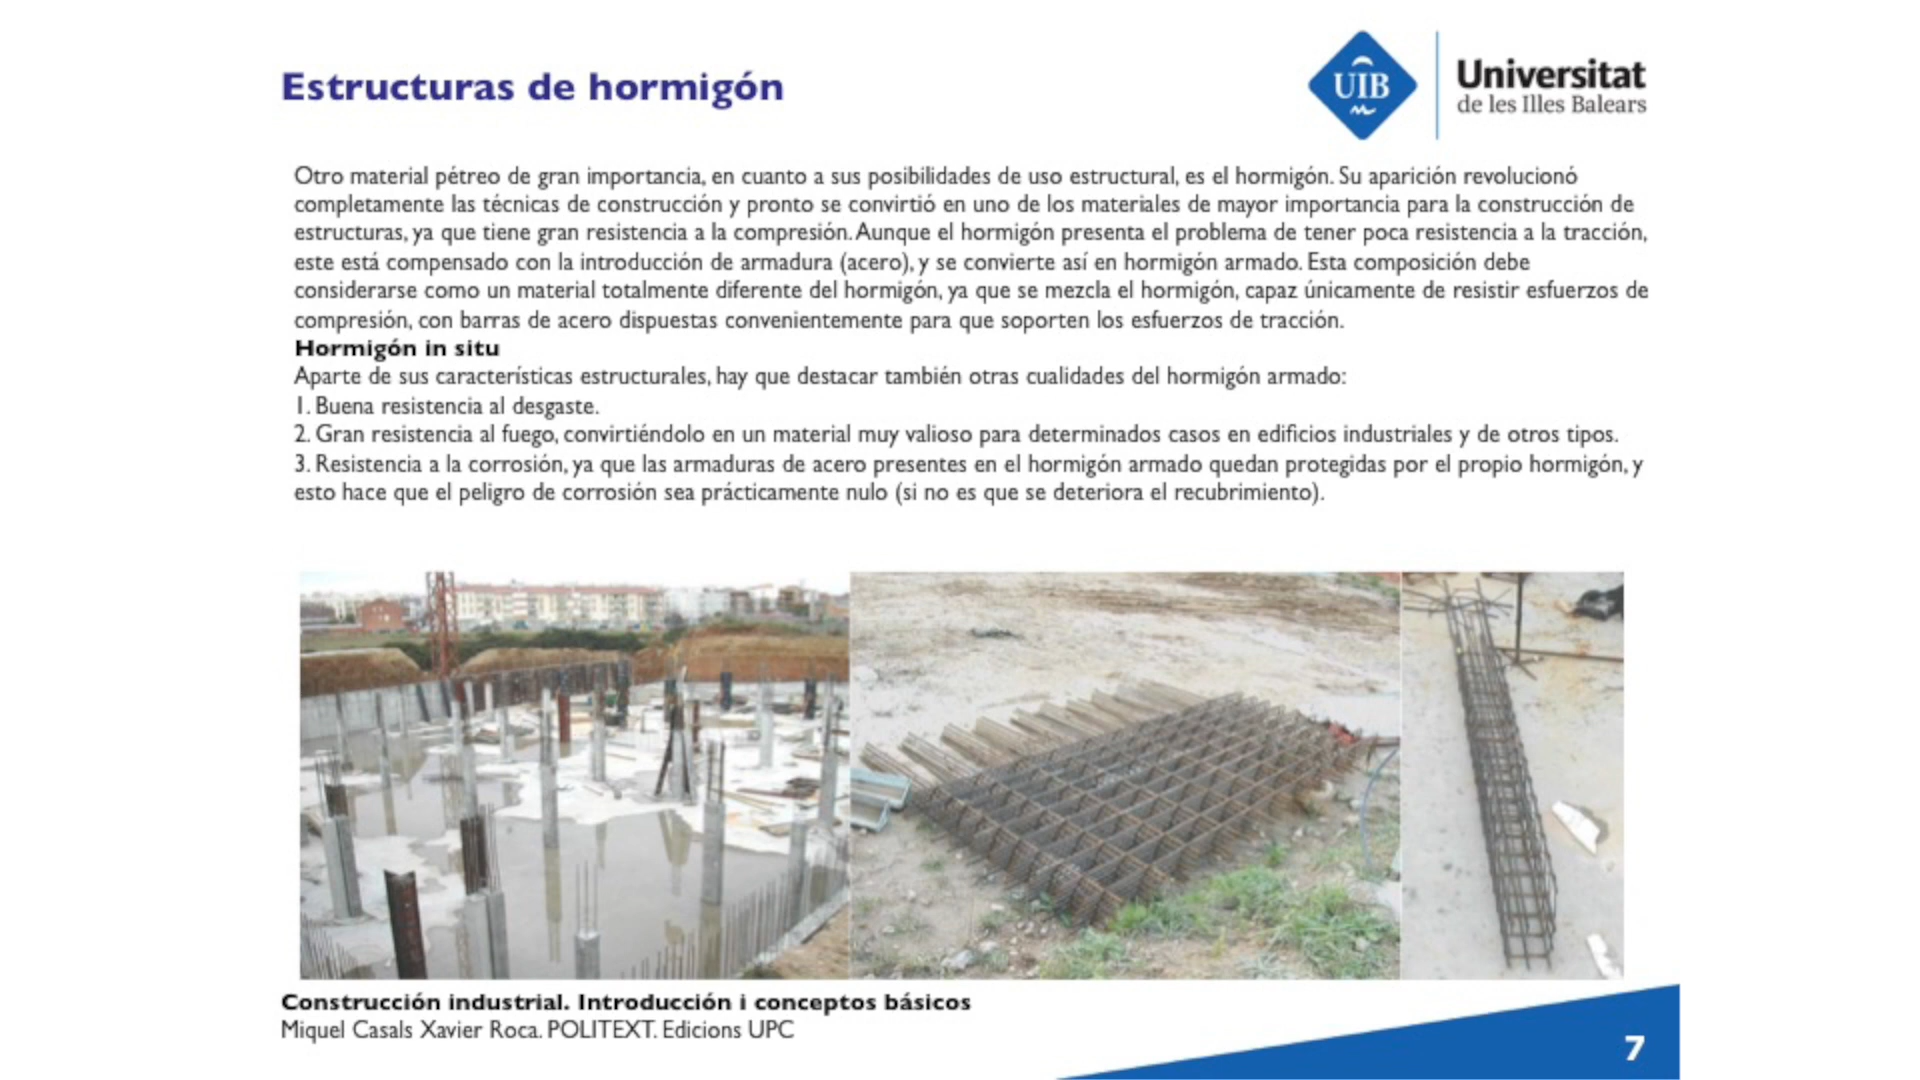 Estructuras de hormigón
UIB
Universitat
de les Illes Balears
Otro material pétreo de gran importancia, en cuanto a sus posibilidades de uso estructural, es el hormigón. Su aparición revolucionó
completamente las técnicas de construcción y pronto se convirtió en uno de los materiales de mayor importancia para la construcción de
estructuras, ya que tiene gran resistencia a la compresión. Aunque el hormigón presenta el problema de tener poca resistencia a la tracción,
este está compensado con la introducción de armadura (acero), y se convierte así en hormigón armado. Esta composición debe
considerarse como un material totalmente diferente del hormigón, ya que se mezcla el hormigón, capaz únicamente de resistir esfuerzos de
compresión, con barras de acero dispuestas convenientemente para que soporten los esfuerzos de tracción.
Hormigón in situ
Aparte de sus características estructurales, hay que destacar también otras cualidades del hormigón armado:
1. Buena resistencia al desgaste.
2. Gran resistencia al fuego, convirtiéndolo en un material muy valioso para determinados casos en edificios industriales y de otros tipos.
3. Resistencia a la corrosión, ya que las armaduras de acero presentes en el hormigón armado quedan protegidas por el propio hormigón, y
esto hace que el peligro de corrosión sea prácticamente nulo (si no es que se deteriora el recubrimiento).
Construcción industrial. Introducción i conceptos básicos
Miquel Casals Xavier Roca. POLITEXT. Edicions UPC
7